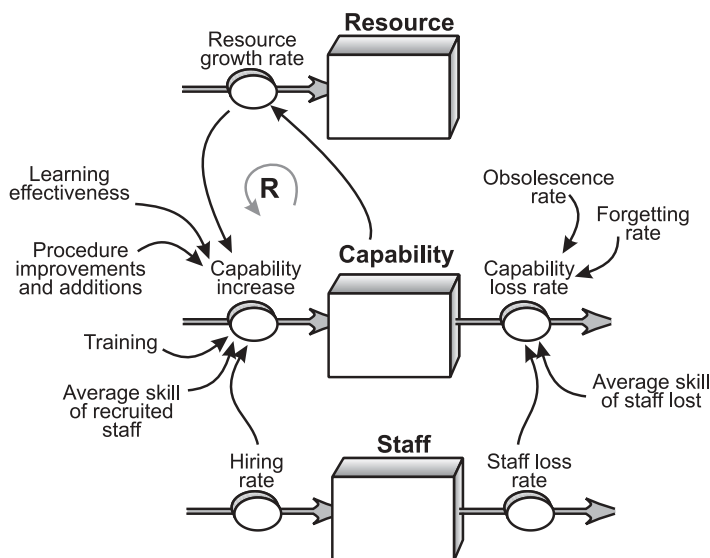 Resource
Resource
growth rate
Learning
effectiveness
R
Obsolescence
rate
Forgetting
rate
Procedure
improvements
and additions
Capability
increase
Capability
Capability
loss rate
Training
Average skill
of recruited
staff
Average skill
of staff lost
Hiring
rate
Staff
Staff loss
rate